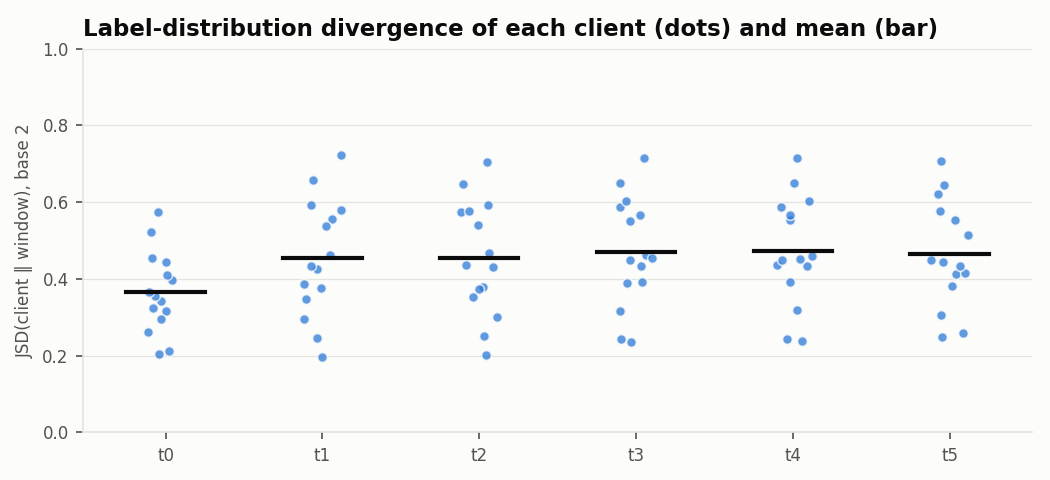 Label-distribution divergence of each client (dots) and mean (bar)
JSD(client ∥ window), base 2
1.0
0.8
0.6
0.4
0.2
0.0
t0 t1 t2 t3 t4 t5